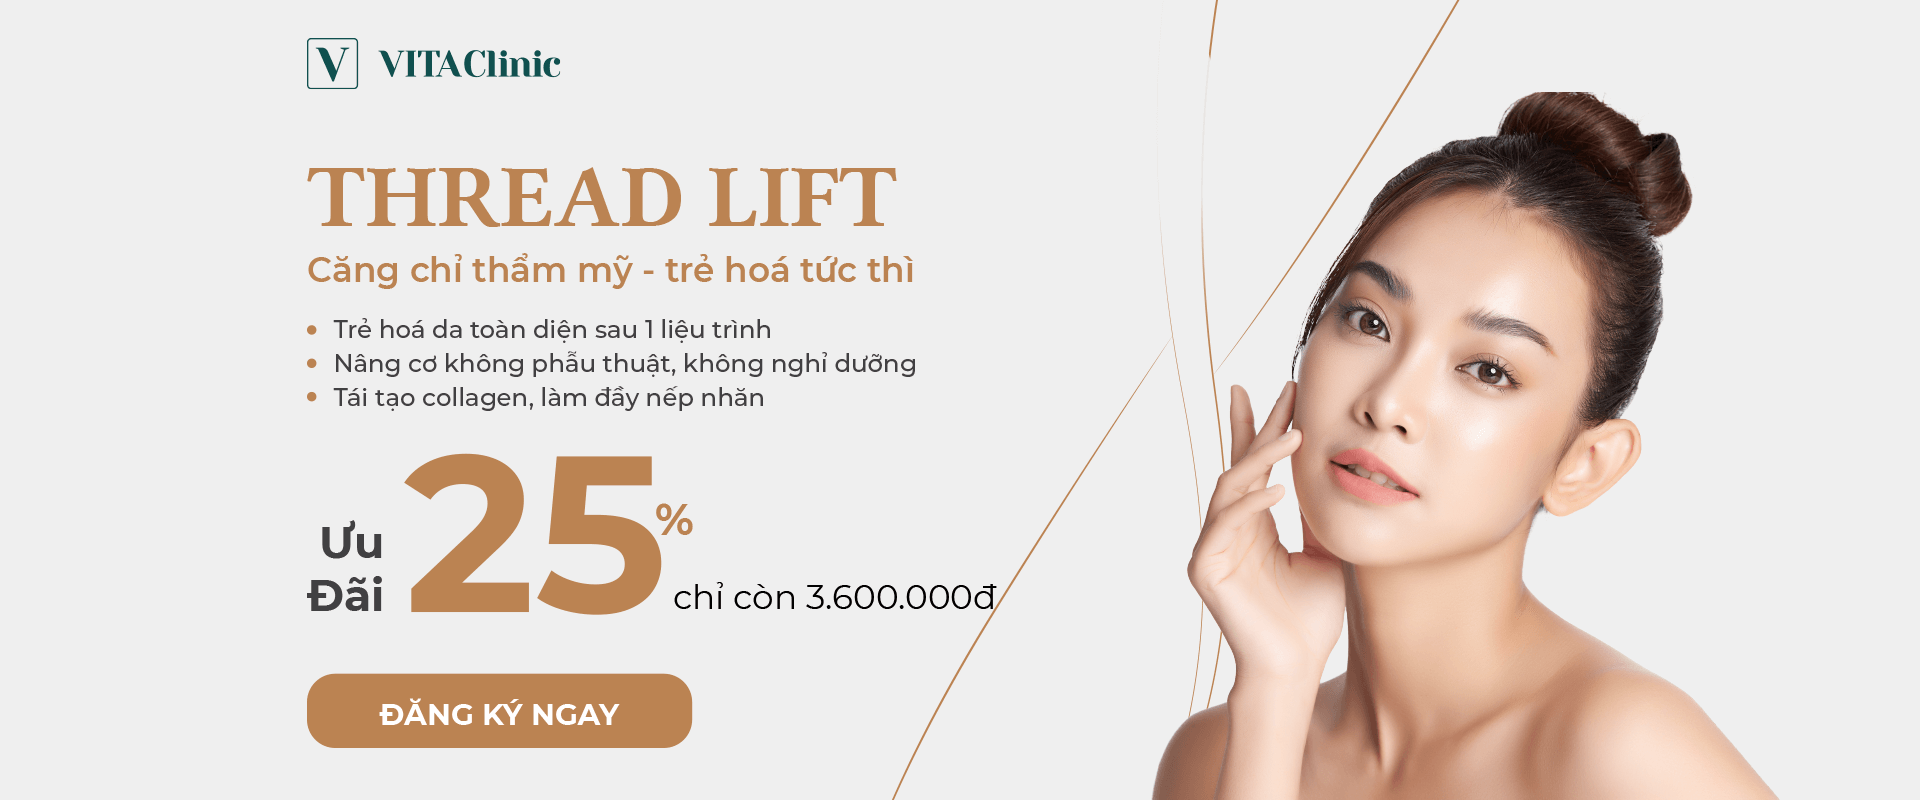 V VITAClinic
THREAD LIFT
Căng chỉ thẩm mỹ - trẻ hoá tức thì
Trẻ hoá da toàn diện sau 1 liệu trình
Nâng cơ không phẫu thuật, không nghỉ dưỡng
Tái tạo collagen, làm đầy nếp nhăn
Ưu
Đãi
25%
chỉ còn 3.600.000đ
ĐĂNG KÝ NGAY